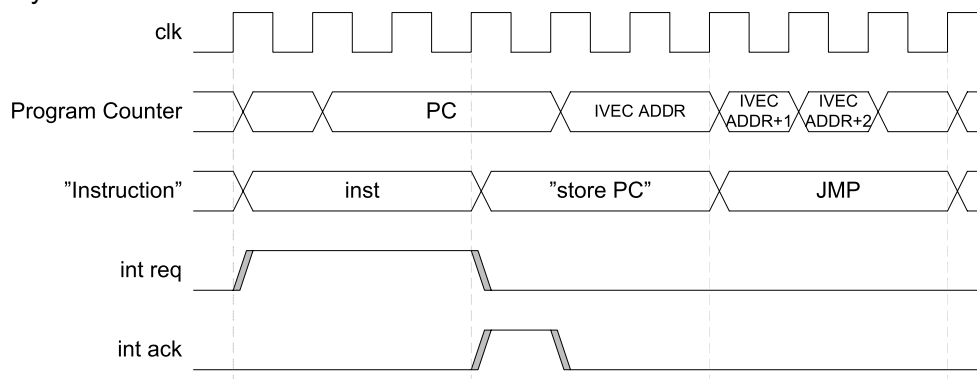 clk
Program Counter
PC
IVEC ADDR
IVEC
ADDR+1
IVEC
ADDR+2
”Instruction”
inst
”store PC”
JMP
int req
int ack